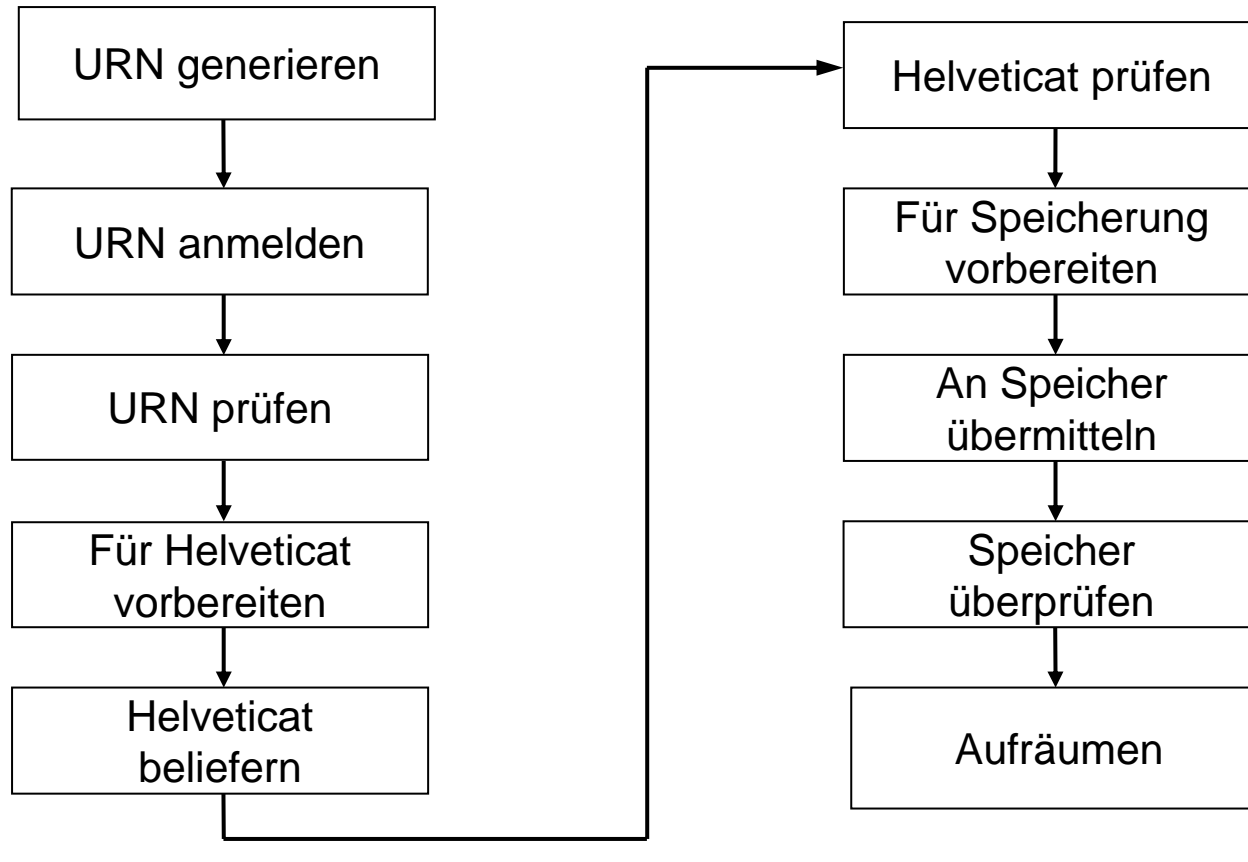 URN generieren
URN anmelden
URN prüfen
Für Helveticat
vorbereiten
Helveticat
beliefern
Helveticat prüfen
Für Speicherung
vorbereiten
An Speicher
übermitteln
Speicher
überprüfen
Aufräumen